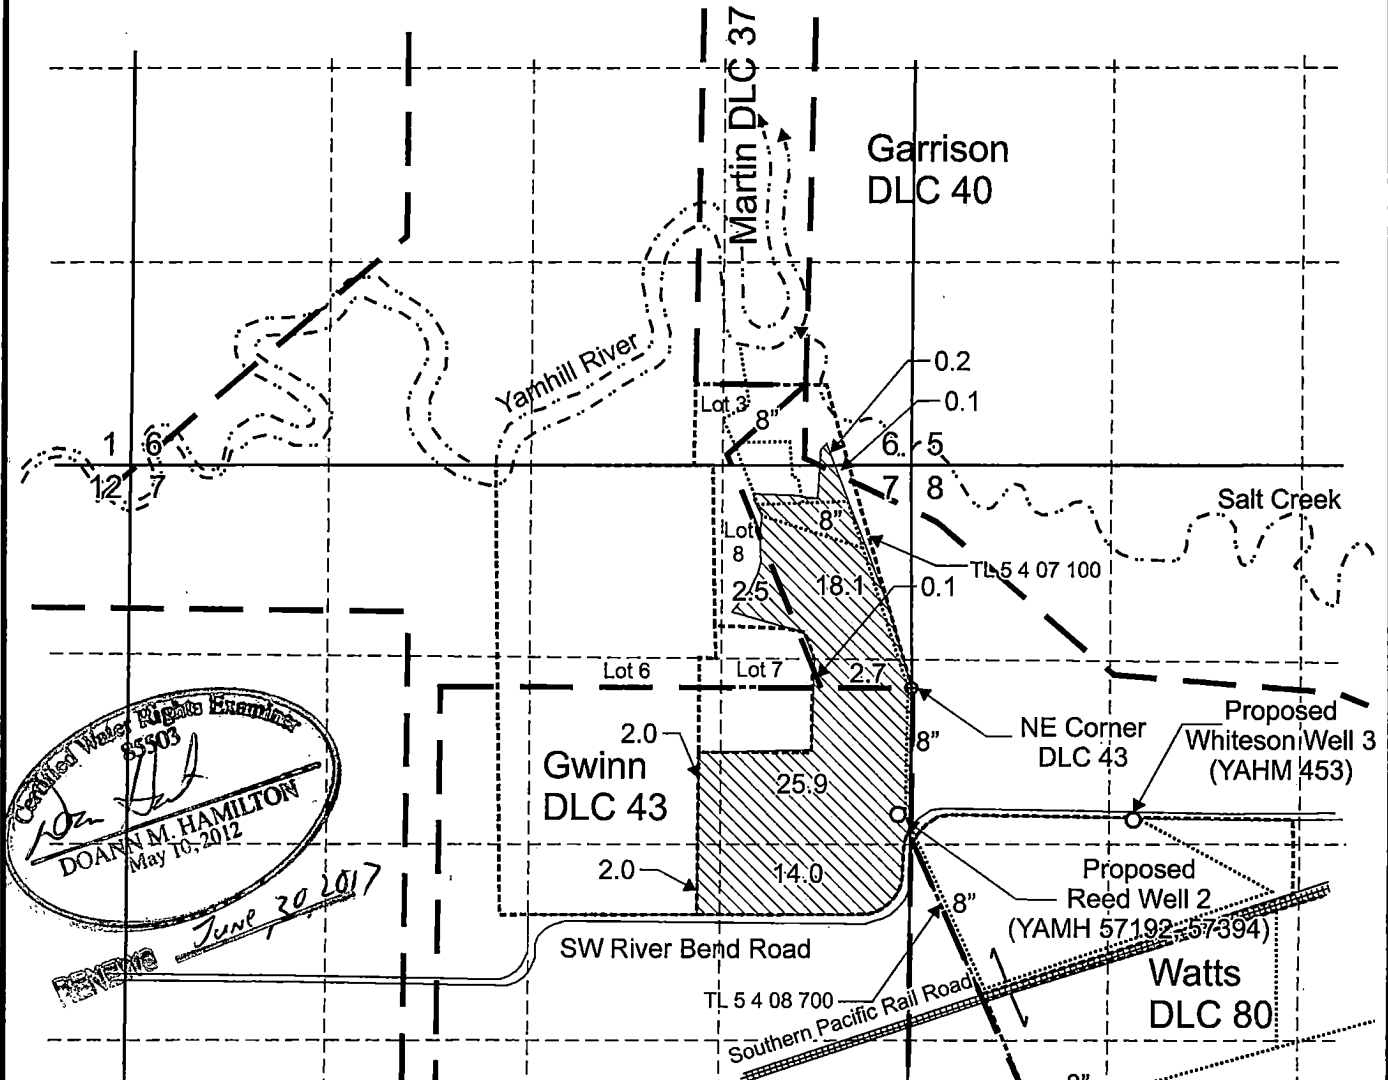 Martin DLC 37
Garrison
DLC 40
Yamhill River
0.2
0.1
Lot 3
8”
1
6
6
5
12
7
7
8
Salt Creek
8”
Lot
8
TL 5 4 07 100
2.5
18.1
0.1
Lot 6
Lot 7
2.7
Certified Water Rights Examiner
85503
DOANN M. HAMILTON
May 10, 2012
June 30, 2017
2.0
Gwinn
DLC 43
25.9
8”
NE Corner
DLC 43
Proposed
Whiteson Well 3
(YAHM 453)
2.0
14.0
Proposed
Reed Well 2
(YAMH 57192, 57394)
8”
SW River Bend Road
TL 5 4 08 700
Southern Pacific Rail Road
Watts
DLC 80
8”